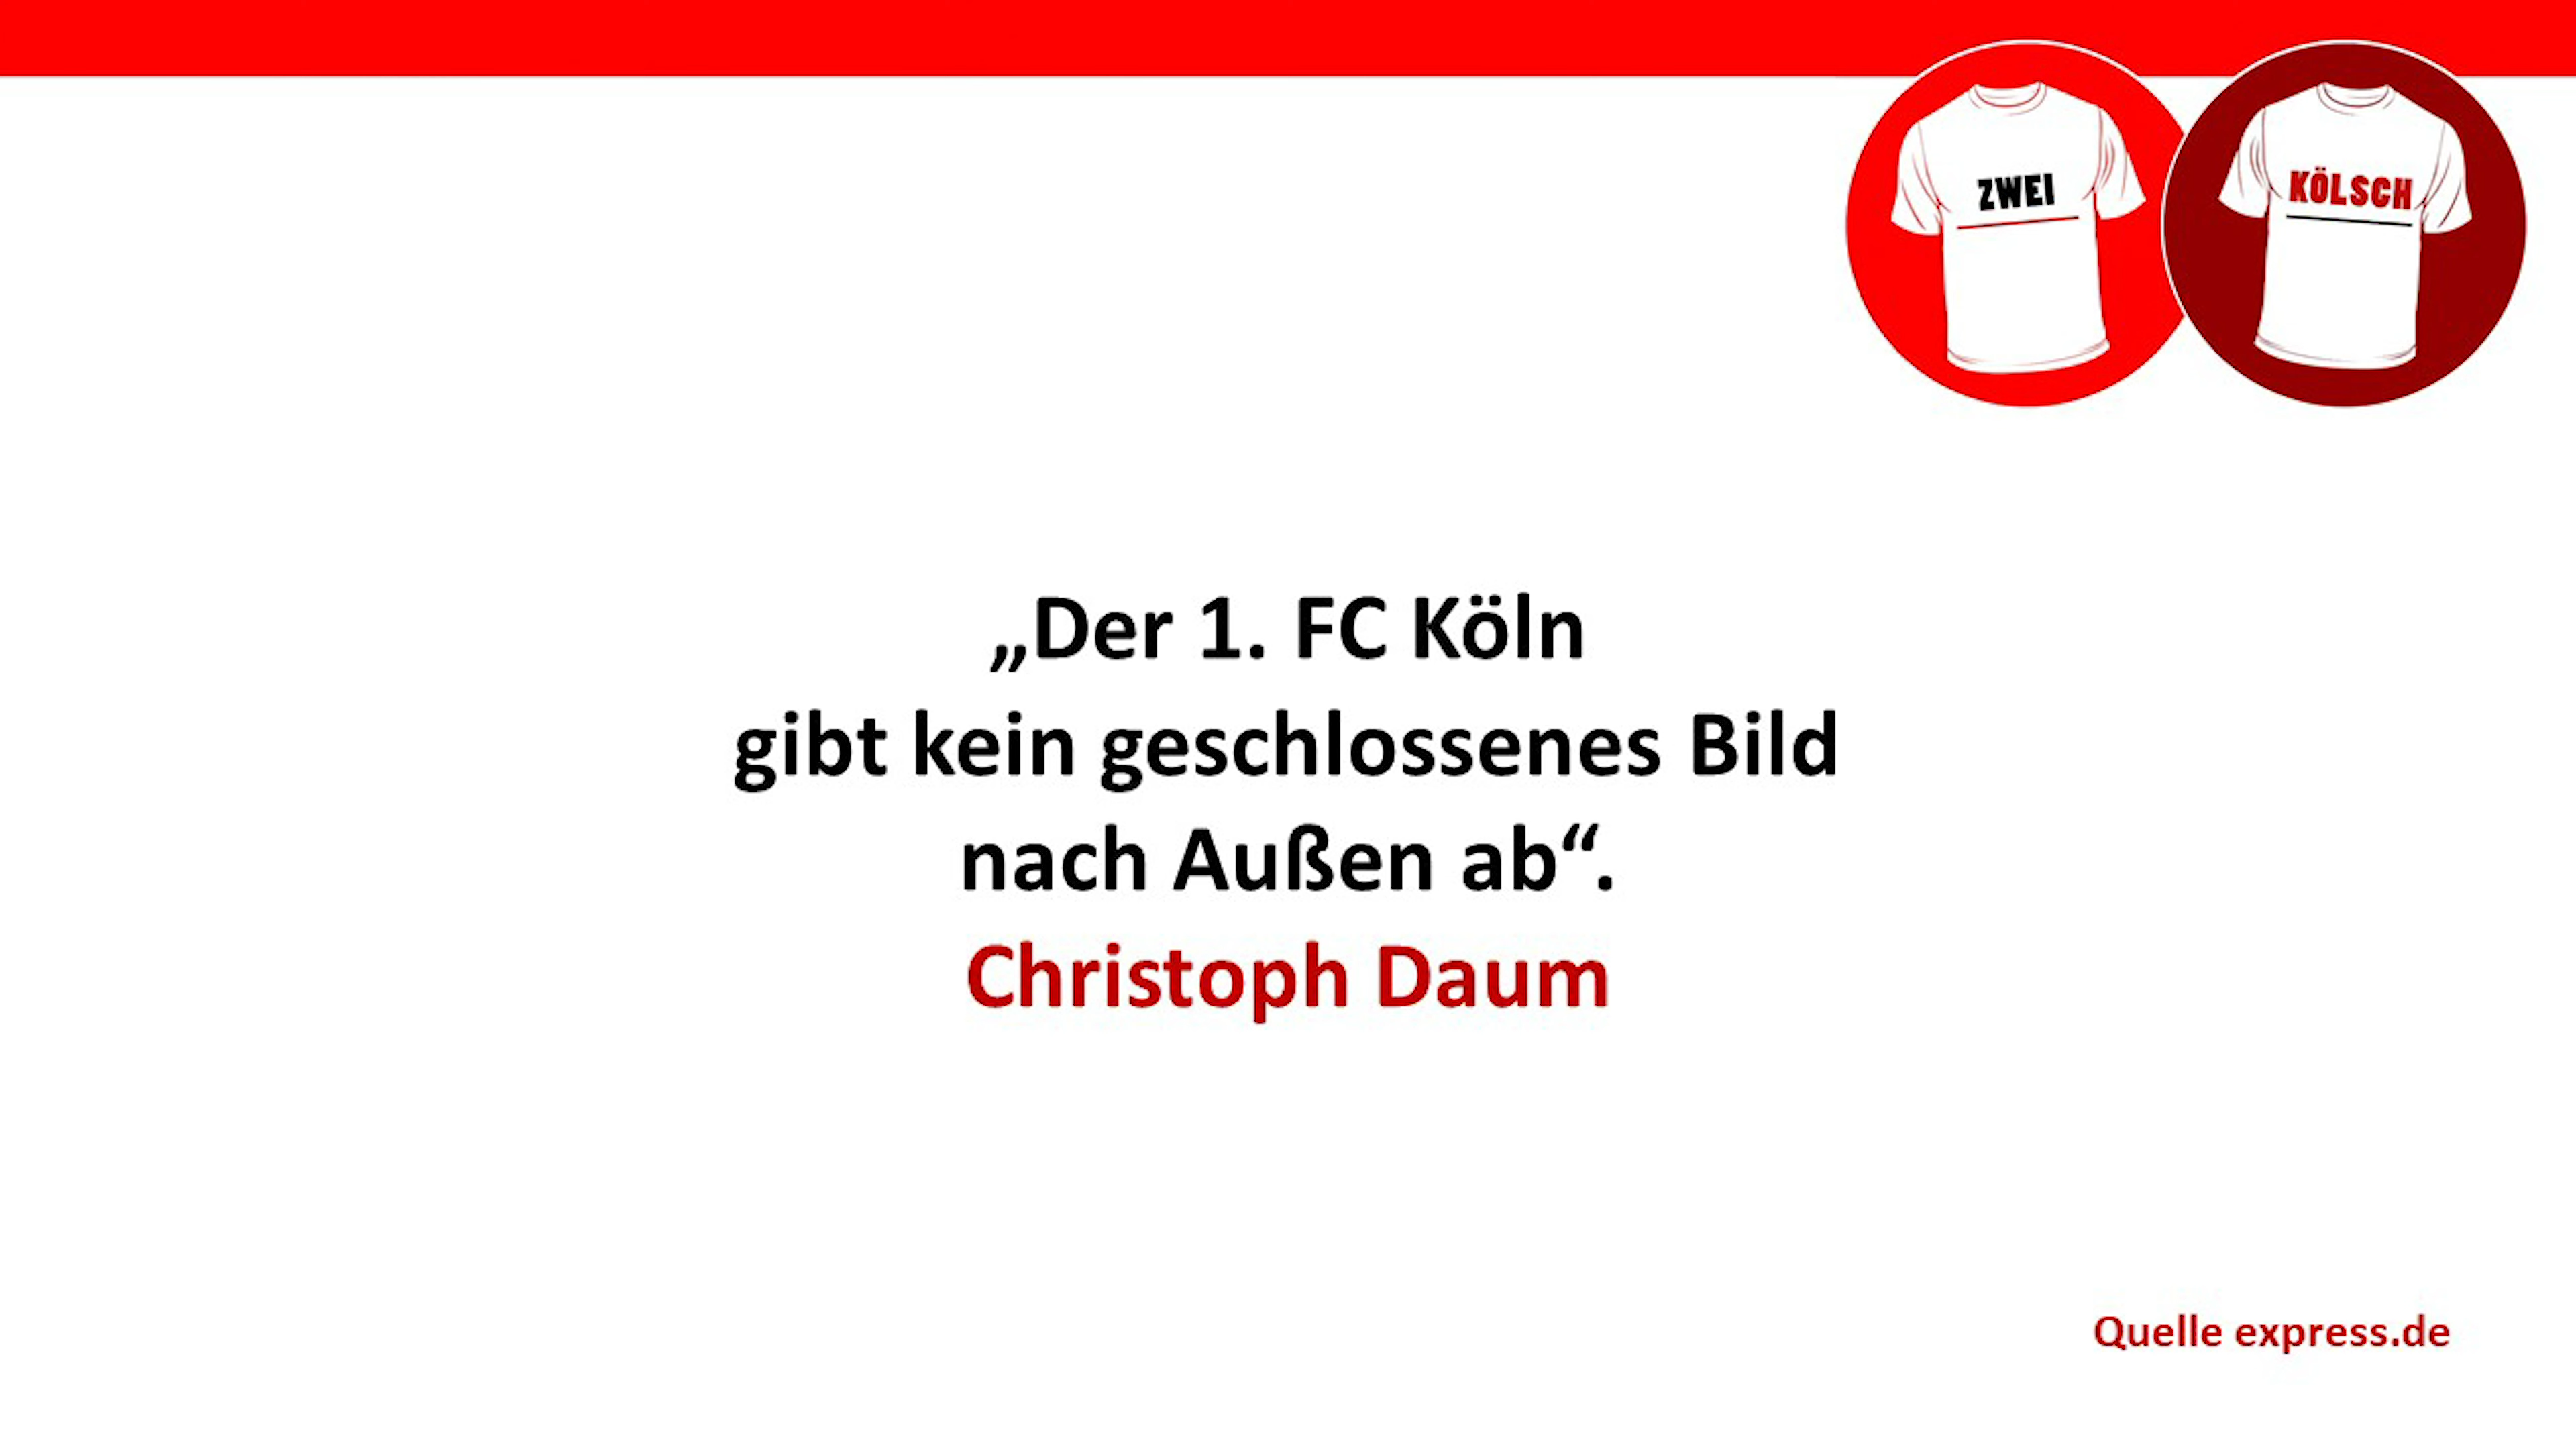 ZWEI
KÖLSCH
„Der 1. FC Köln
gibt kein geschlossenes Bild
nach Außen ab“.
Christoph Daum
Quelle express.de